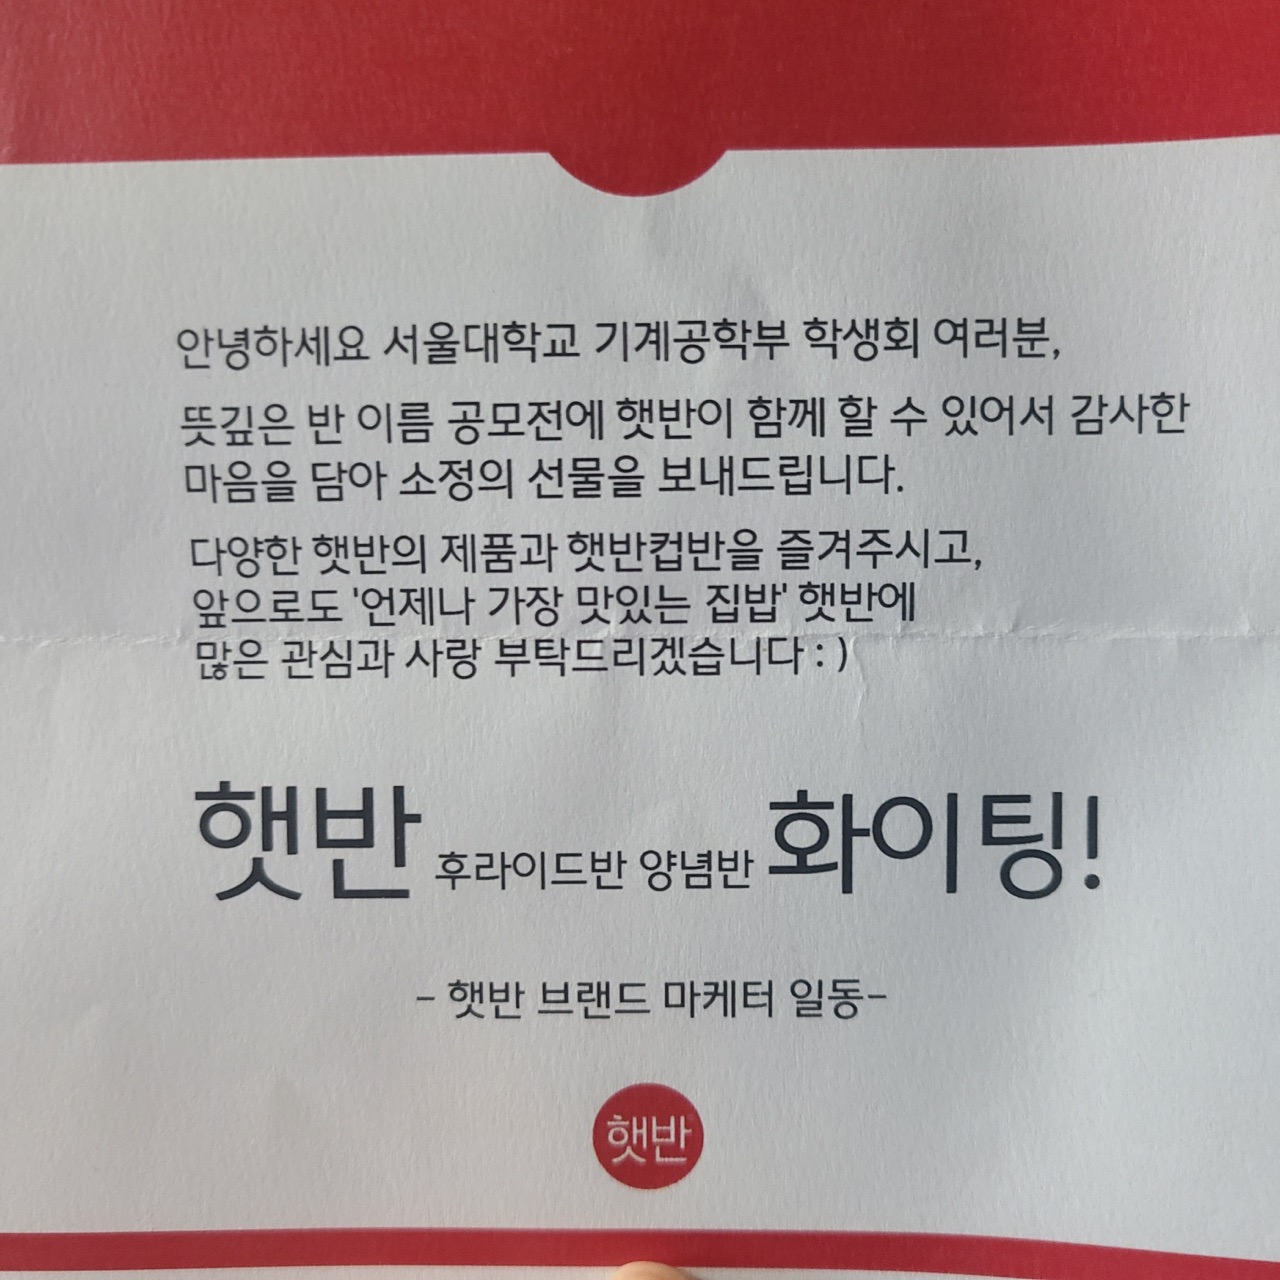 안녕하세요 서울대학교 기계공학부 학생회 여러분,
뜻깊은 반 이름 공모전에 햇반이 함께 할 수 있어서 감사한
마음을 담아 소정의 선물을 보내드립니다.
다양한 햇반의 제품과 햇반컵반을 즐겨주시고,
앞으로도 '언제나 가장 맛있는 집밥' 햇반에
많은 관심과 사랑 부탁드리겠습니다 : )
햇반 후라이드반 양념반 화이팅!
- 햇반 브랜드 마케터 일동-
햇반